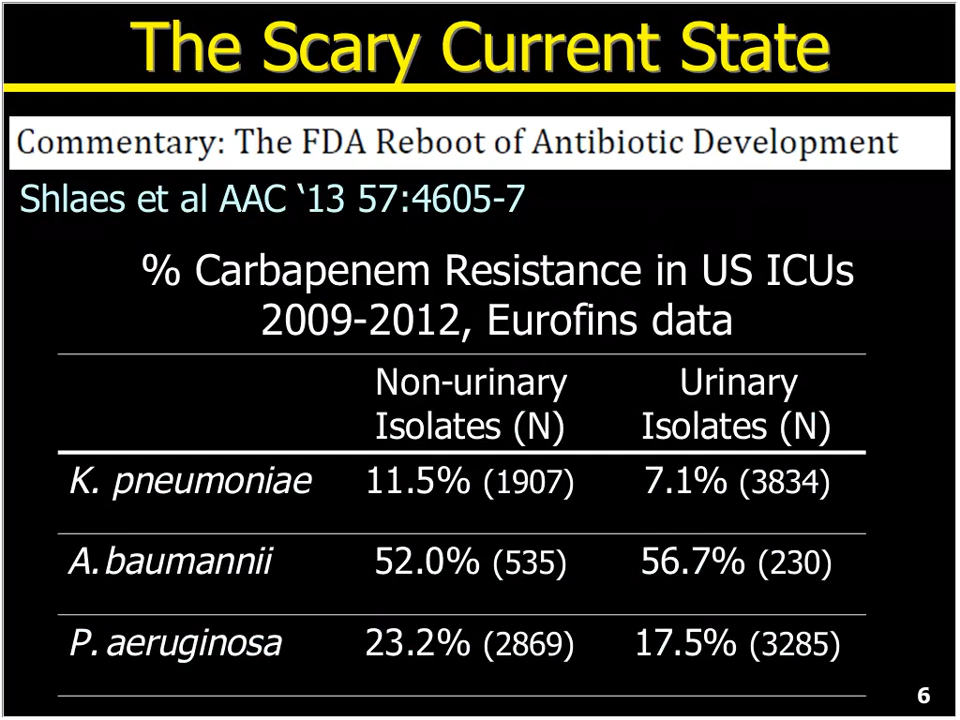 The Scary Current State
Commentary: The FDA Reboot of Antibiotic Development
Shlaes et al AAC ‘13 57:4605-7
% Carbapenem Resistance in US ICUs
2009-2012, Eurofins data
Non-urinary Urinary
Isolates (N) Isolates (N)
K. pneumoniae 11.5% (1907) 7.1% (3834)
A. baumannii 52.0% (535) 56.7% (230)
P. aeruginosa 23.2% (2869) 17.5% (3285)
6